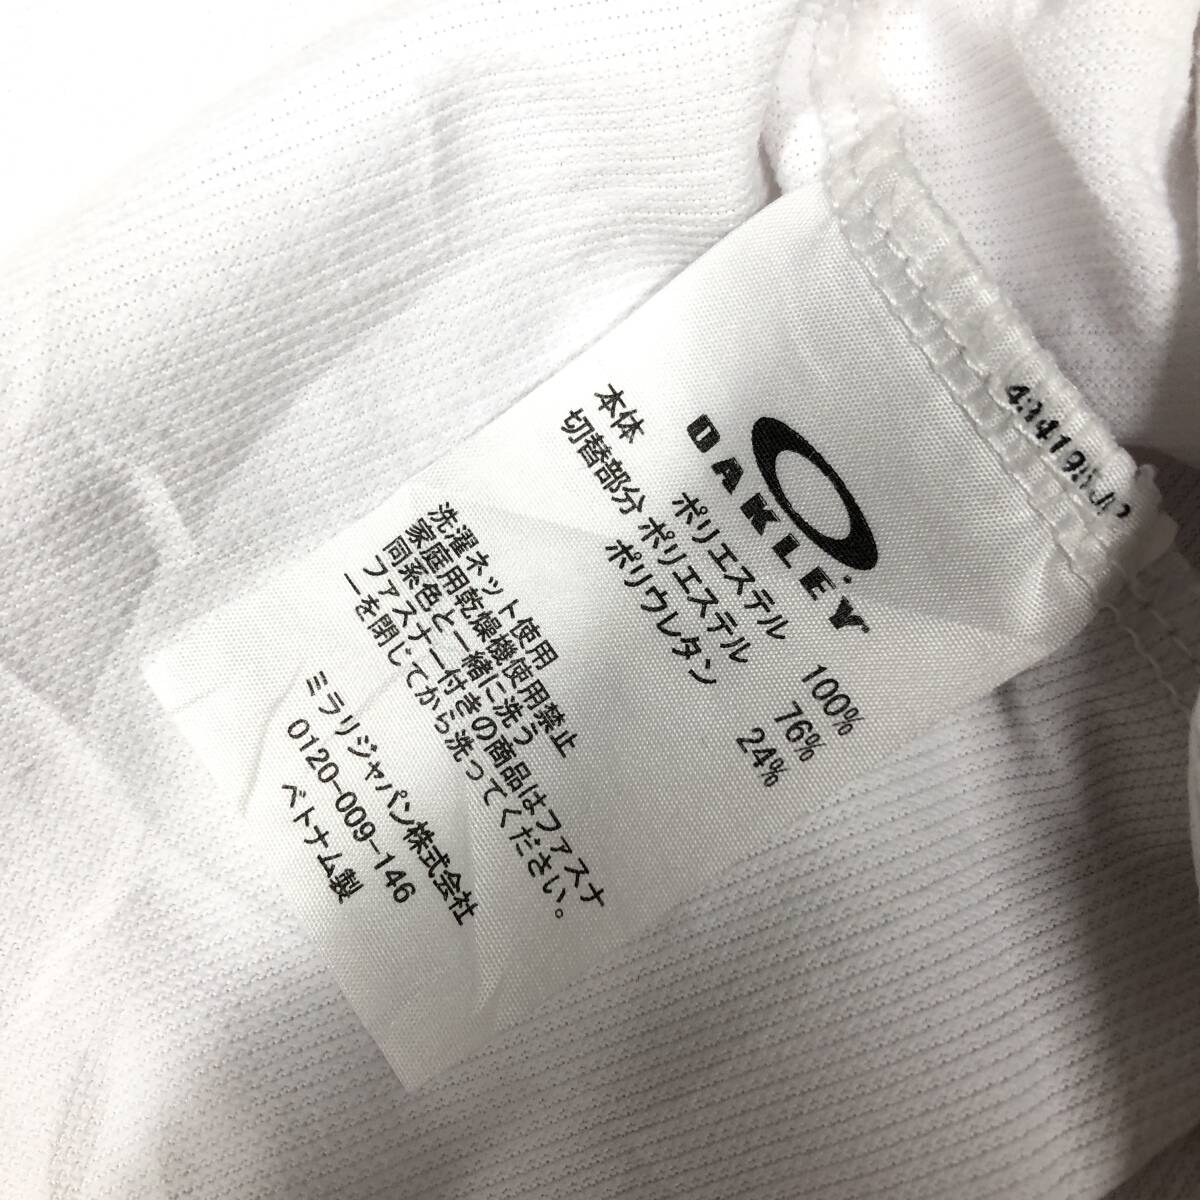 OAKLEY
本体 ポリエステル 100%
切替部分 ポリエステル 76%
ポリウレタン 24%
洗濯ネット使用
家庭用乾燥機使用禁止
同系色と一緒に洗う
ファスナー付きの商品はファスナ
ーを閉じてから洗ってください。
ミラリジャパン株式会社
0120-009-146
ベトナム製